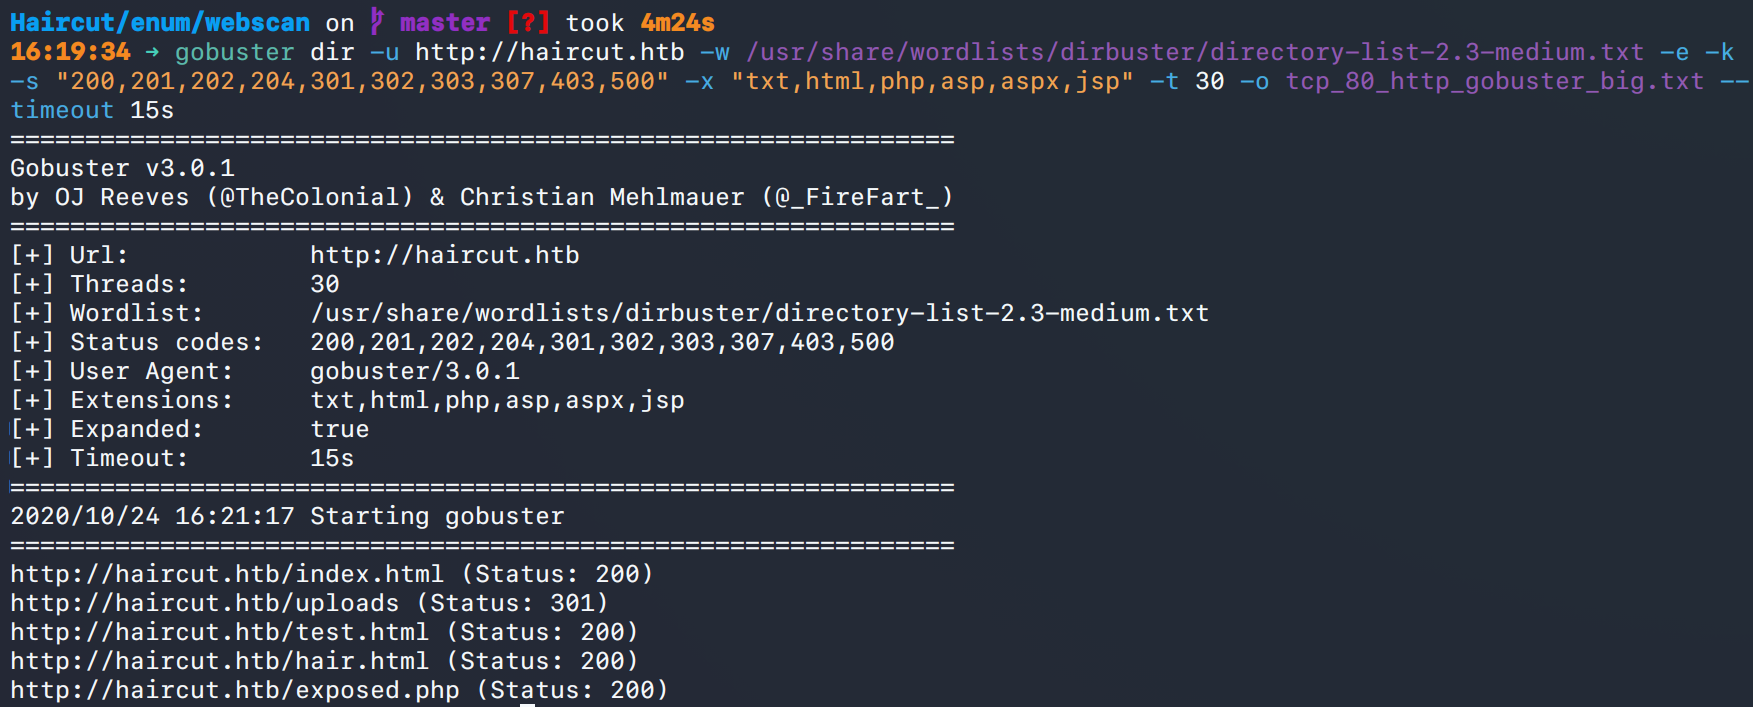 Haircut/enum/webscan on master [?] took 4m24s
16:19:34 → gobuster dir -u http://haircut.htb -w /usr/share/wordlists/dirbuster/directory-list-2.3-medium.txt -e -k
-s "200,201,202,204,301,302,303,307,403,500" -x "txt,html,php,asp,aspx,jsp" -t 30 -o tcp_80_http_gobuster_big.txt --
timeout 15s
===============================================================
Gobuster v3.0.1
by OJ Reeves (@TheColonial) & Christian Mehlmauer (@_FireFart_)
===============================================================
[+] Url:            http://haircut.htb
[+] Threads:        30
[+] Wordlist:       /usr/share/wordlists/dirbuster/directory-list-2.3-medium.txt
[+] Status codes:   200,201,202,204,301,302,303,307,403,500
[+] User Agent:     gobuster/3.0.1
[+] Extensions:     txt,html,php,asp,aspx,jsp
[+] Expanded:       true
[+] Timeout:        15s
===============================================================
2020/10/24 16:21:17 Starting gobuster
===============================================================
http://haircut.htb/index.html (Status: 200)
http://haircut.htb/uploads (Status: 301)
http://haircut.htb/test.html (Status: 200)
http://haircut.htb/hair.html (Status: 200)
http://haircut.htb/exposed.php (Status: 200)